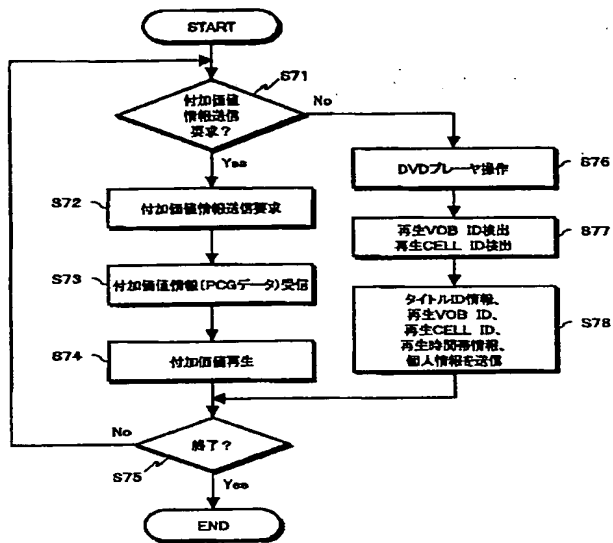 START
S71
付加価値
情報送信
要求？
No
Yes
S72
付加価値情報送信要求
S73
付加価値情報(PCGデータ)受信
S74
付加価値再生
DVDプレーヤ操作
S76
再生VOB ID検出
再生CELL ID検出
S77
タイトルID情報、
再生VOB ID、
再生CELL ID、
再生時間帯情報、
個人情報を送信
S78
No
終了？
S75
Yes
END